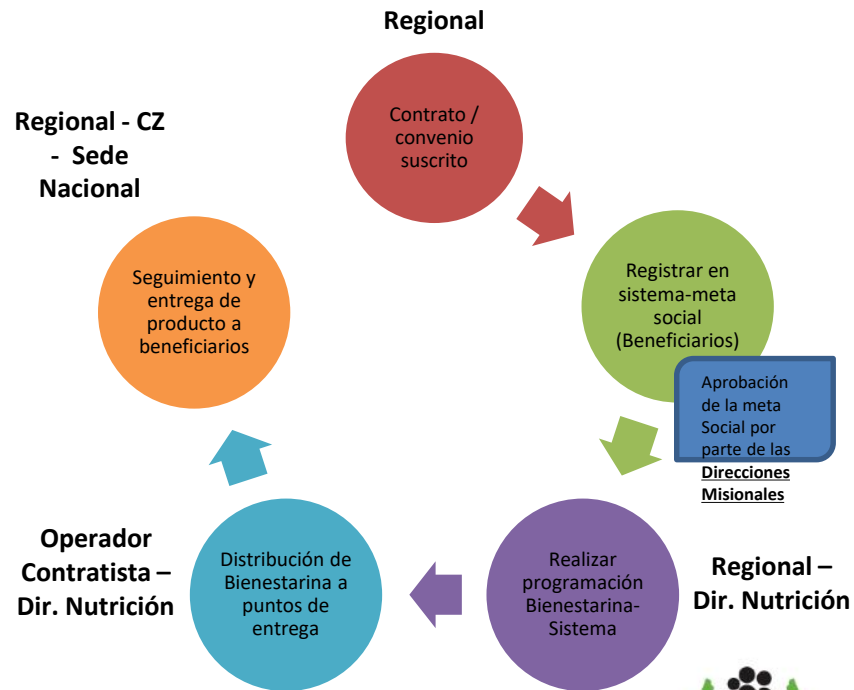 Regional
Contrato /
convenio
suscrito
Registrar en
sistema-meta
social
(Beneficiarios)
Aprobación
de la meta
Social por
parte de las
Direcciones
Misionales
Regional –
Dir. Nutrición
Realizar
programación
Bienestarina-
Sistema
Distribución de
Bienestarina a
puntos de
entrega
Operador
Contratista –
Dir. Nutrición
Seguimiento y
entrega de
producto a
beneficiarios
Regional - CZ
- Sede
Nacional